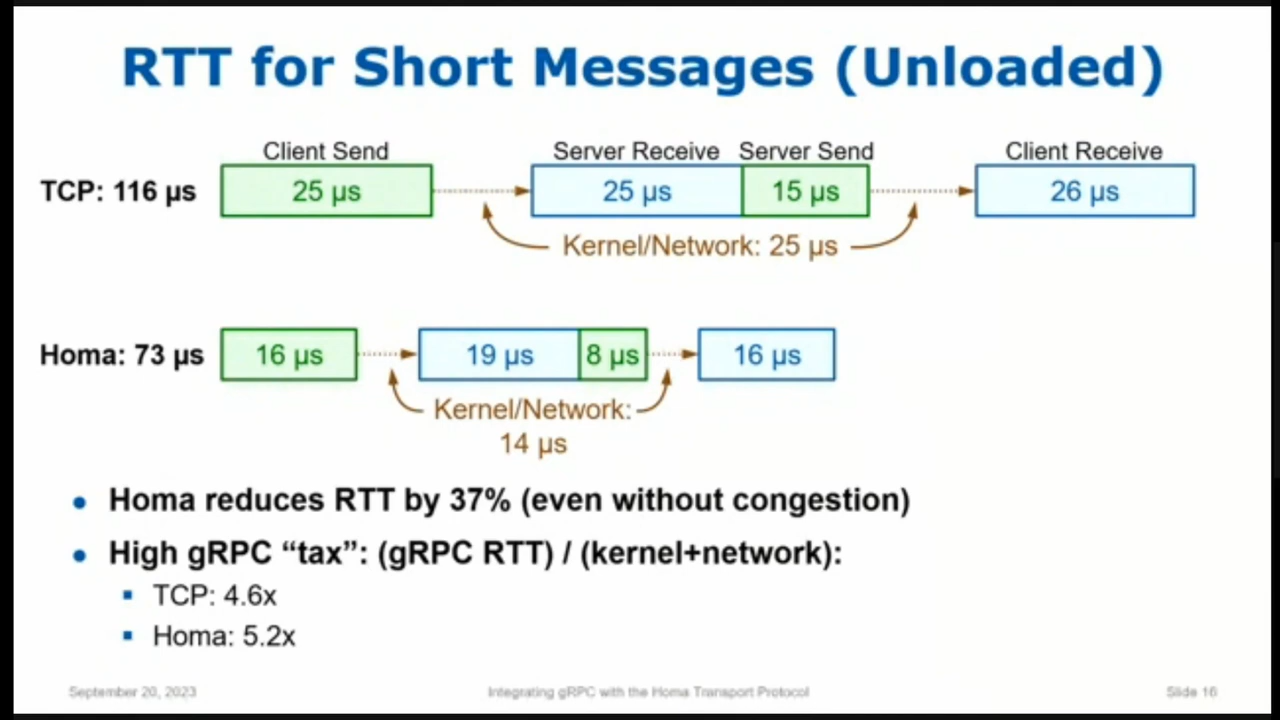 RTT for Short Messages (Unloaded)
Client Send
Server Receive
Server Send
Client Receive
TCP: 116 µs
25 µs
25 µs
15 µs
26 µs
Kernel/Network: 25 µs
Homa: 73 µs
16 µs
19 µs
8 µs
16 µs
Kernel/Network:
14 µs
• Homa reduces RTT by 37% (even without congestion)
• High gRPC “tax”: (gRPC RTT) / (kernel+network):
▪ TCP: 4.6x
▪ Homa: 5.2x
September 20, 2023
Integrating gRPC with the Homa Transport Protocol
Slide 16